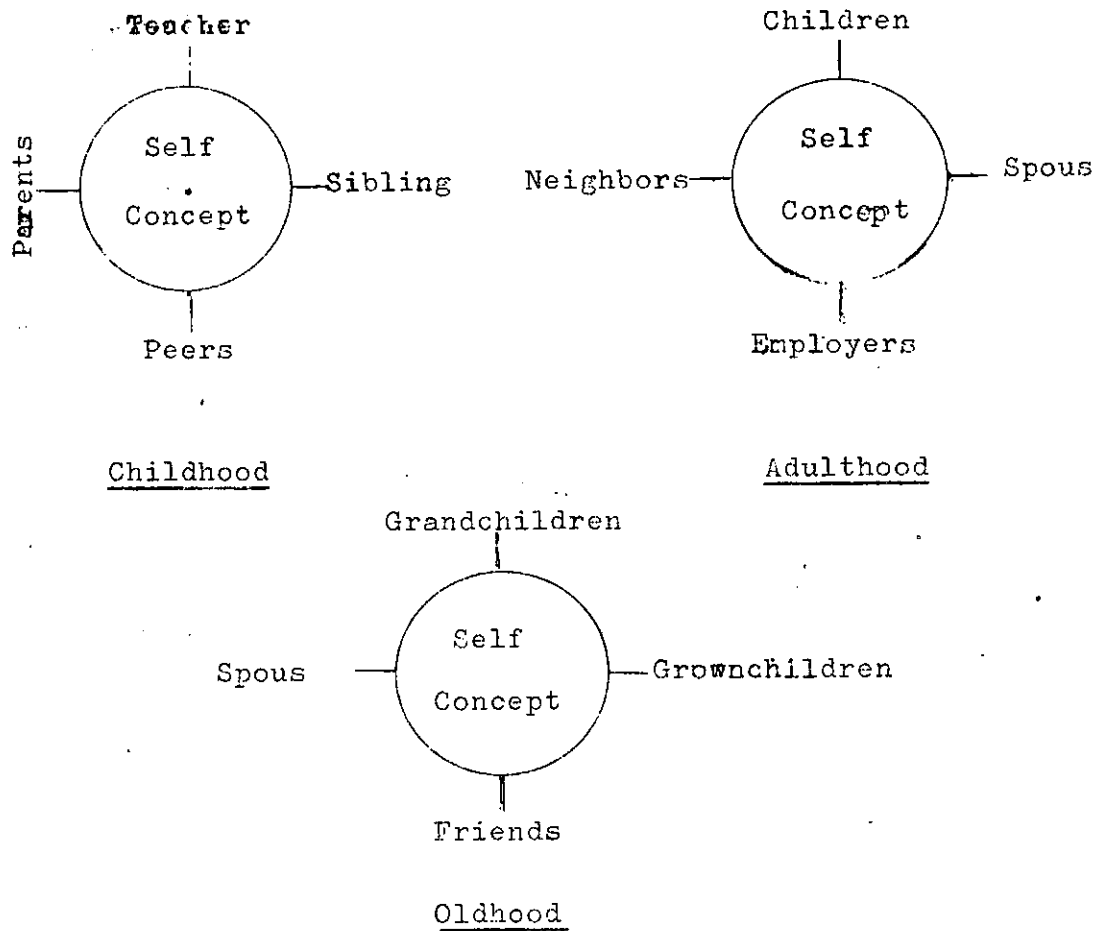 Teacher
Self
Parents
Sibling
Concept
Peers
Childhood
Children
Self
Neighbors
Spous
Concept
Employers
Adulthood
Grandchildren
Self
Spous
Grownchildren
Concept
Friends
Oldhood